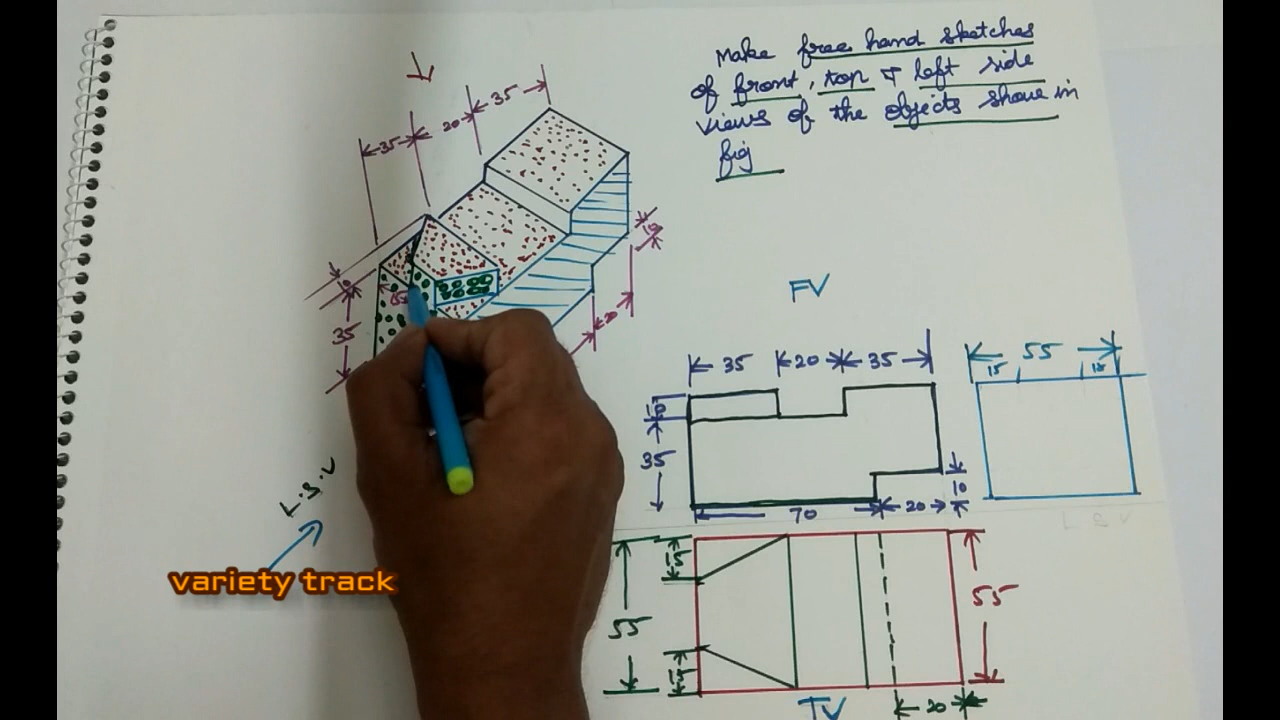 Make free hand sketches
of front, top & left side
views of the objects show in
fig
35
20
35
10
35
15
10
20
L.S.V
variety track
FV
35
20
35
10
35
70
20
10
55
15
15
L S V
55
15
15
55
20
TV